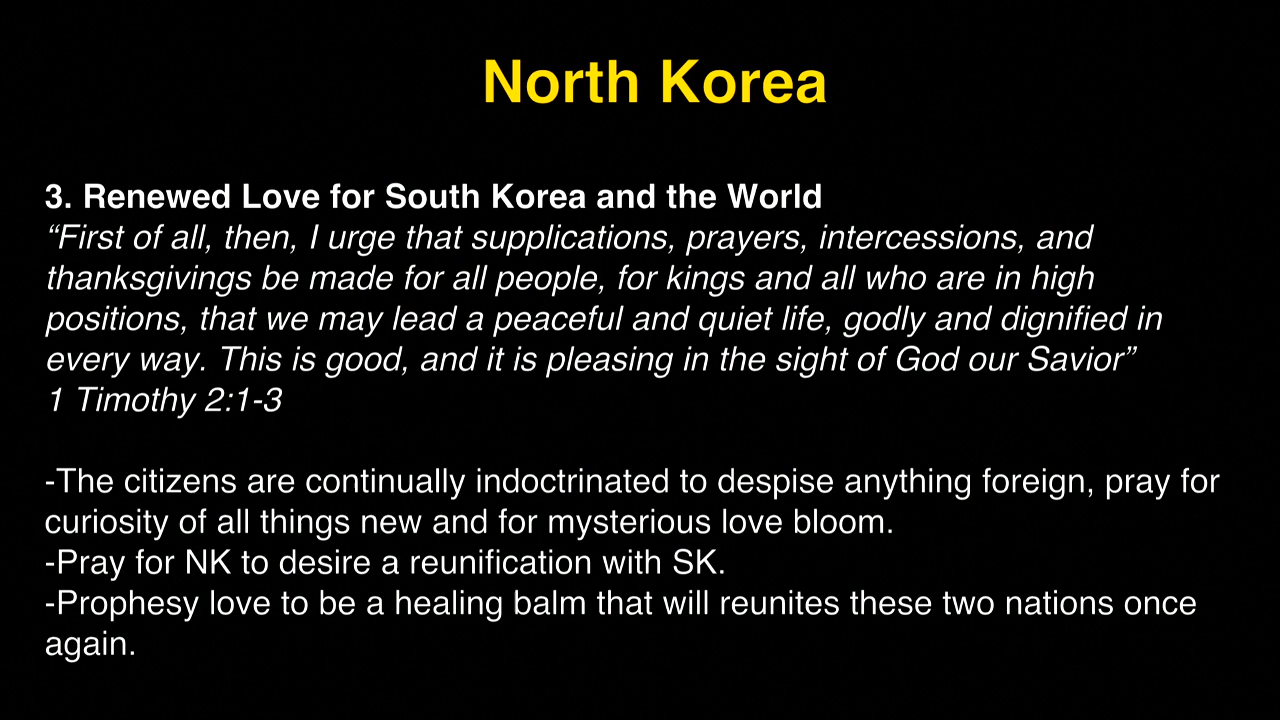 North Korea
3. Renewed Love for South Korea and the World
“First of all, then, I urge that supplications, prayers, intercessions, and
thanksgivings be made for all people, for kings and all who are in high
positions, that we may lead a peaceful and quiet life, godly and dignified in
every way. This is good, and it is pleasing in the sight of God our Savior”
1 Timothy 2:1-3
-The citizens are continually indoctrinated to despise anything foreign, pray for
curiosity of all things new and for mysterious love bloom.
-Pray for NK to desire a reunification with SK.
-Prophesy love to be a healing balm that will reunites these two nations once
again.